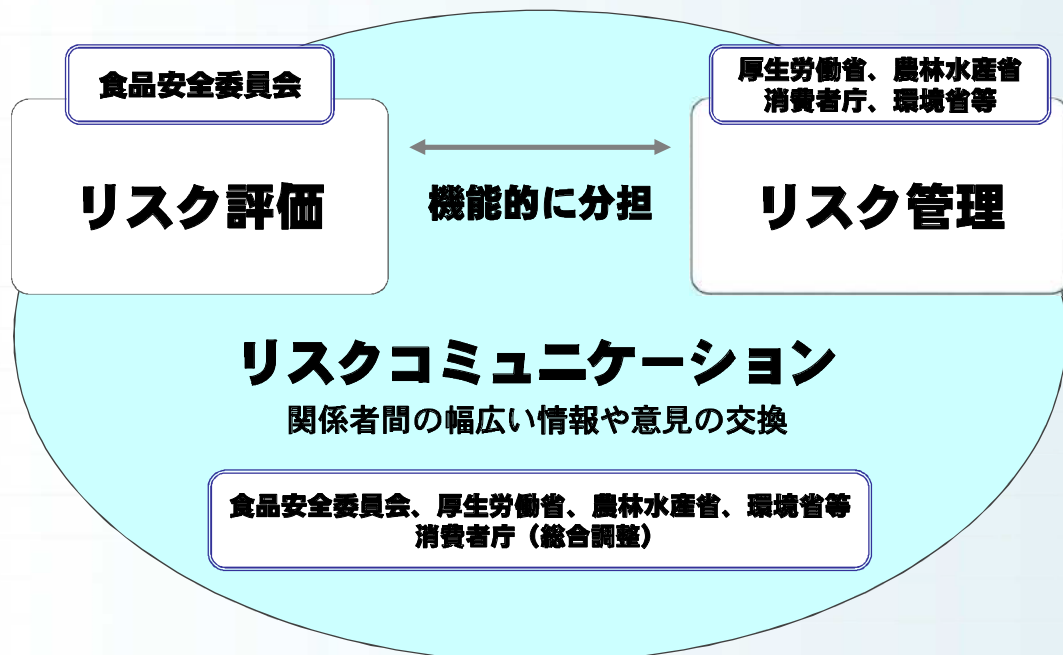 食品安全委員会
厚生労働省、農林水産省
消費者庁、環境省等
リスク評価
機能的に分担
リスク管理
リスクコミュニケーション
関係者間の幅広い情報や意見の交換
食品安全委員会、厚生労働省、農林水産省、環境省等
消費者庁（総合調整）